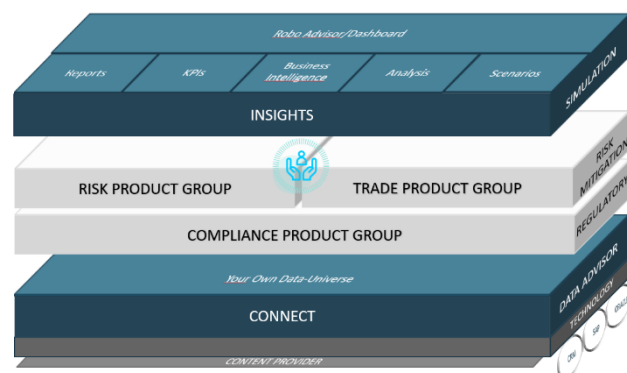 Robo Advisor/Dashboard
Reports
KPIs
Business
Intelligence
Analysis
Scenarios
SIMULATION
INSIGHTS
RISK PRODUCT GROUP
TRADE PRODUCT GROUP
RISK
MITIGATION
COMPLIANCE PRODUCT GROUP
REGULATORY
Your Own Data-Universe
CONNECT
DATA ADVISOR
TECHNOLOGY
CONTENT PROVIDER
CRM
SAP
ORACLE